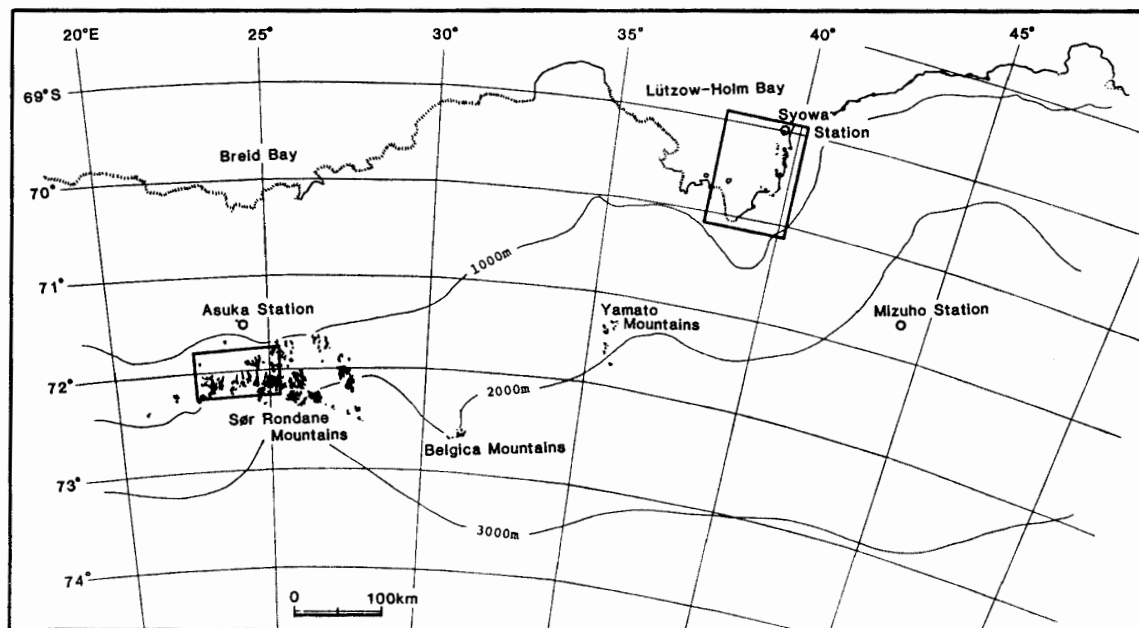 20°E
25°
30°
35°
40°
45°
69°S
Lützow-Holm Bay
Syowa
Station
Breid Bay
70°
1000m
71°
Asuka Station
Yamato
Mountains
Mizuho Station
72°
2000m
Sør Rondane
Mountains
Belgica Mountains
73°
3000m
74°
0 100km